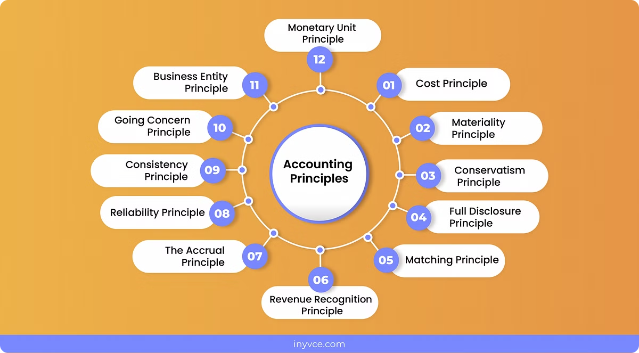 Accounting
Principles
01
Cost Principle
02
Materiality
Principle
03
Conservatism
Principle
04
Full Disclosure
Principle
05
Matching Principle
06
Revenue Recognition
Principle
07
The Accrual
Principle
08
Reliability Principle
09
Consistency
Principle
10
Going Concern
Principle
11
Business Entity
Principle
12
Monetary Unit
Principle
inyvce.com